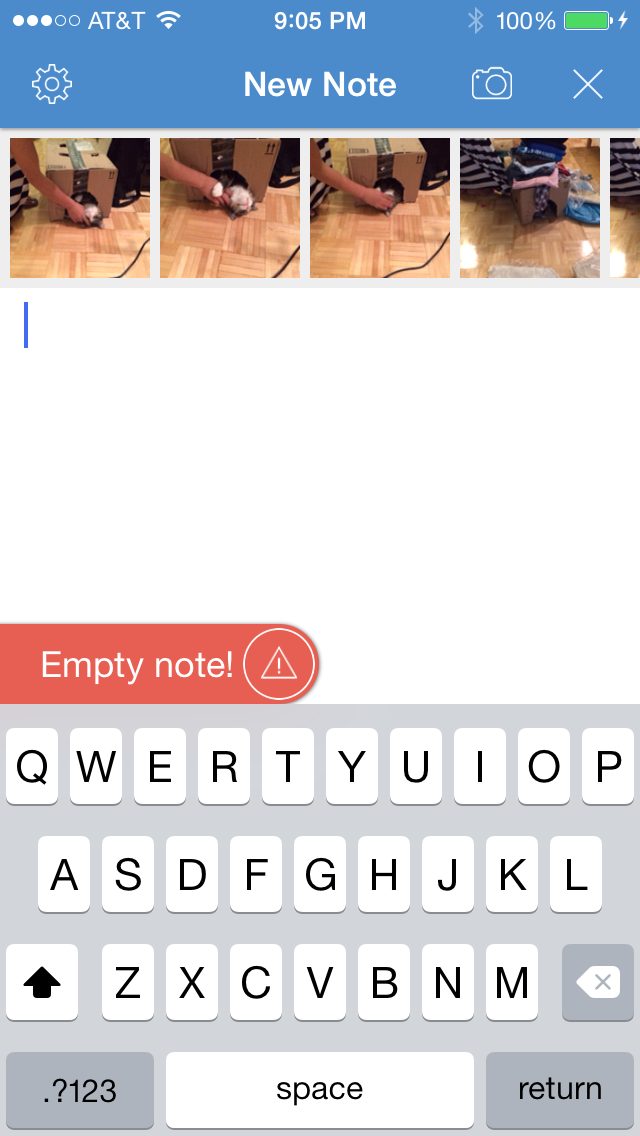 AT&T 9:05 PM 100%
New Note
Empty note!
Q W E R T Y U I O P
A S D F G H J K L
Z X C V B N M
.?123 space return